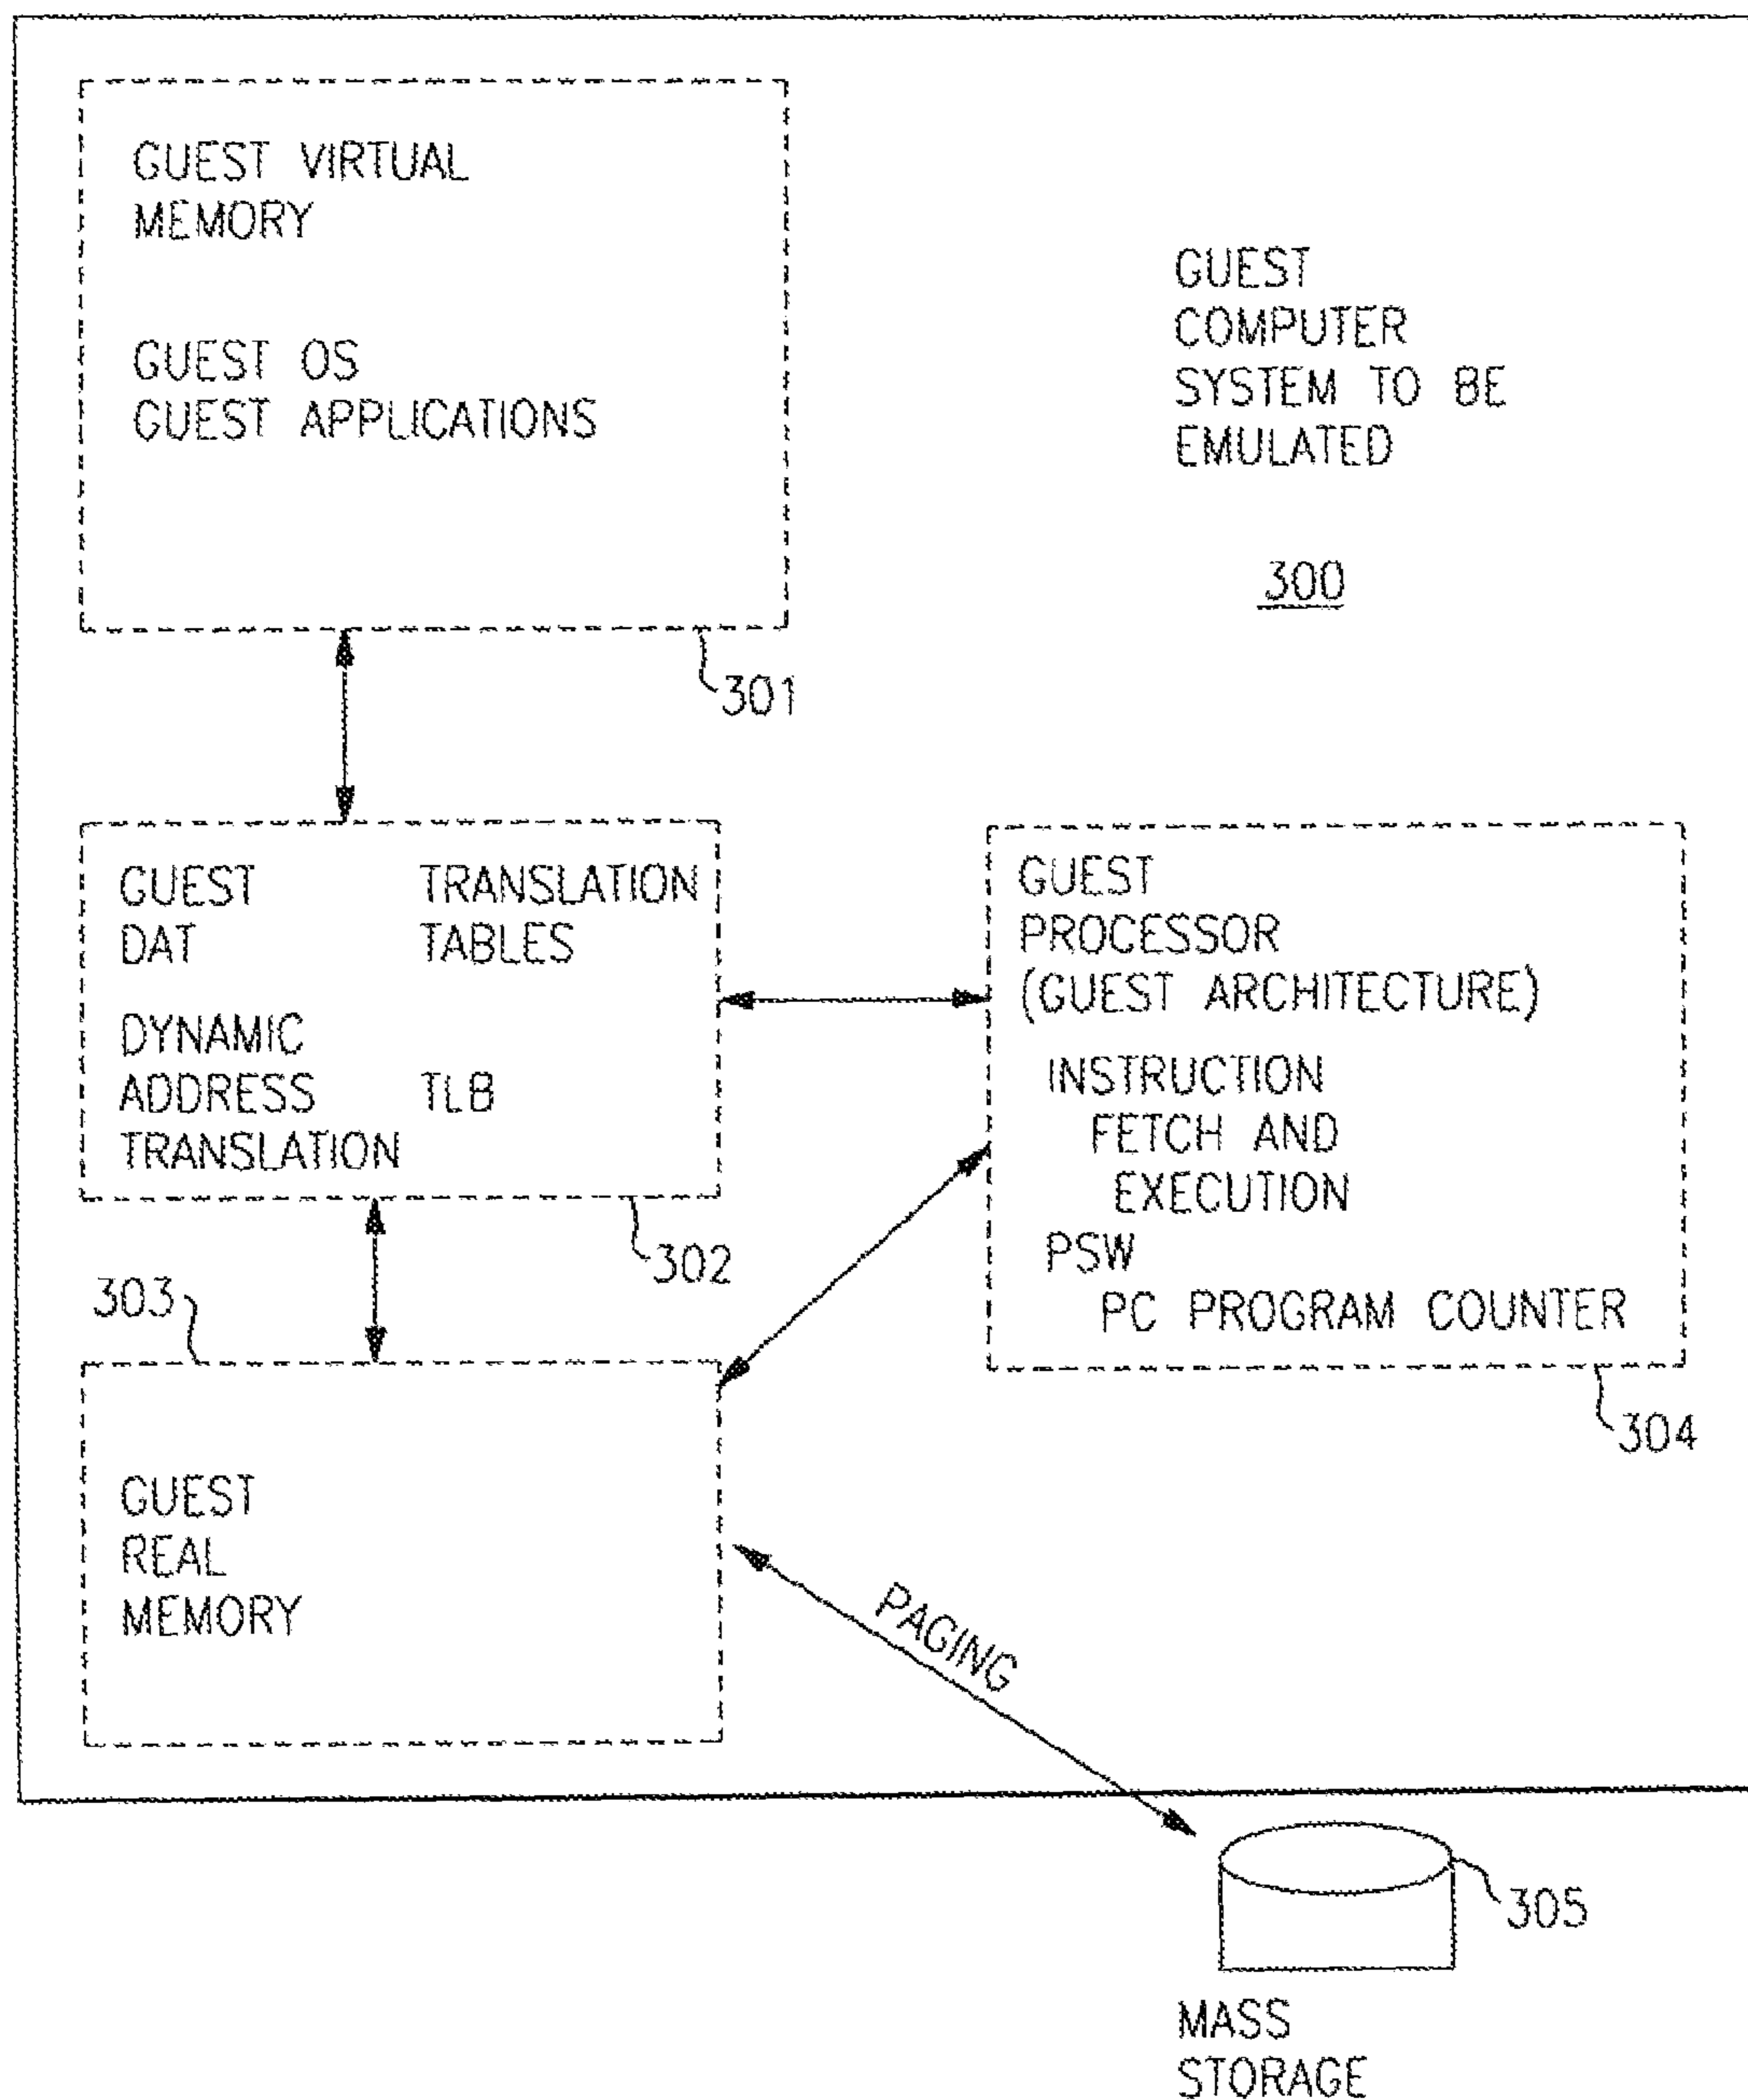 GUEST VIRTUAL
MEMORY
GUEST OS
GUEST APPLICATIONS
301
GUEST
COMPUTER
SYSTEM TO BE
EMULATED
300
GUEST TRANSLATION
DAT TABLES
DYNAMIC
ADDRESS TLB
TRANSLATION
302
GUEST
PROCESSOR
(GUEST ARCHITECTURE)
INSTRUCTION
FETCH AND
EXECUTION
PSW
PC PROGRAM COUNTER
304
303
GUEST
REAL
MEMORY
PAGING
305
MASS
STORAGE